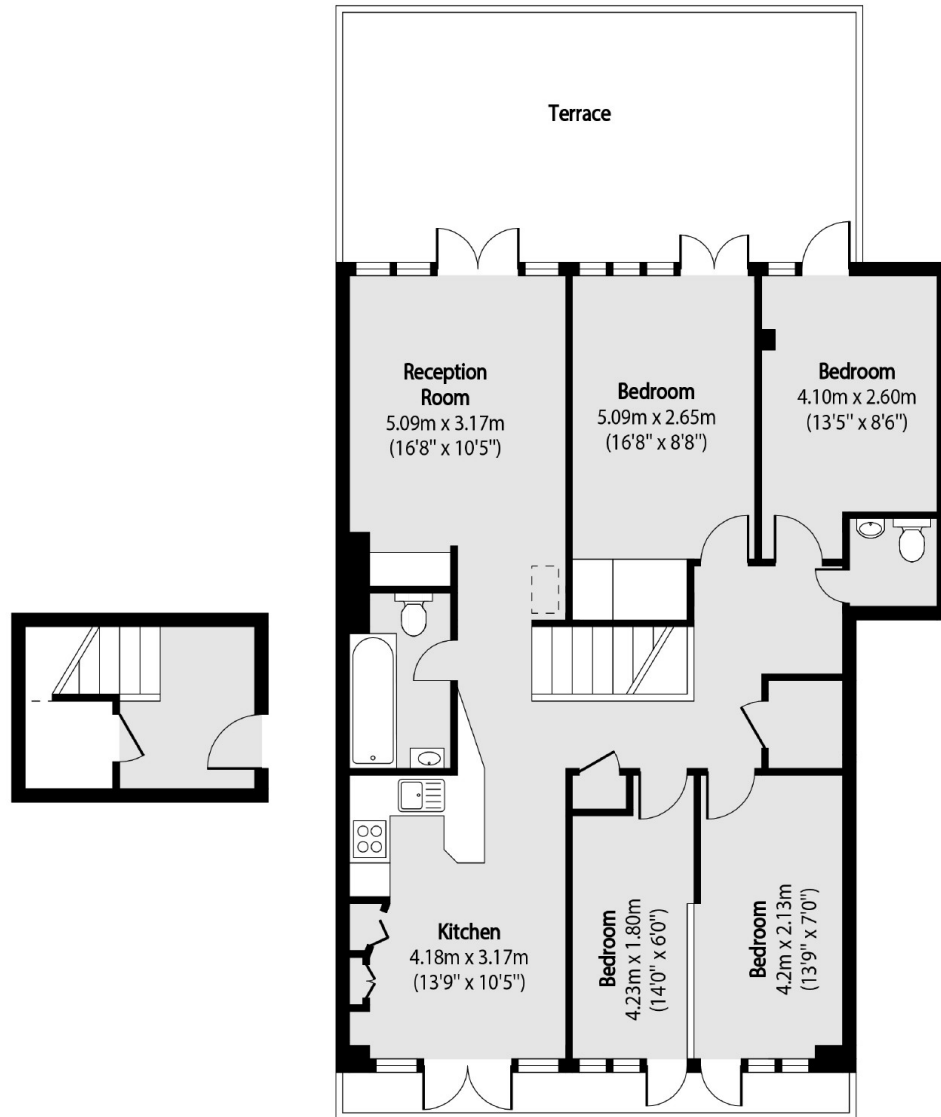 Terrace
Reception
Room
5.09m x 3.17m
(16'8" x 10'5")
Bedroom
5.09m x 2.65m
(16'8" x 8'8")
Bedroom
4.10m x 2.60m
(13'5" x 8'6")
Kitchen
4.18m x 3.17m
(13'9" x 10'5")
Bedroom
4.23m x 1.80m
(14'0" x 6'0")
Bedroom
4.2m x 2.13m
(13'9" x 7'0")